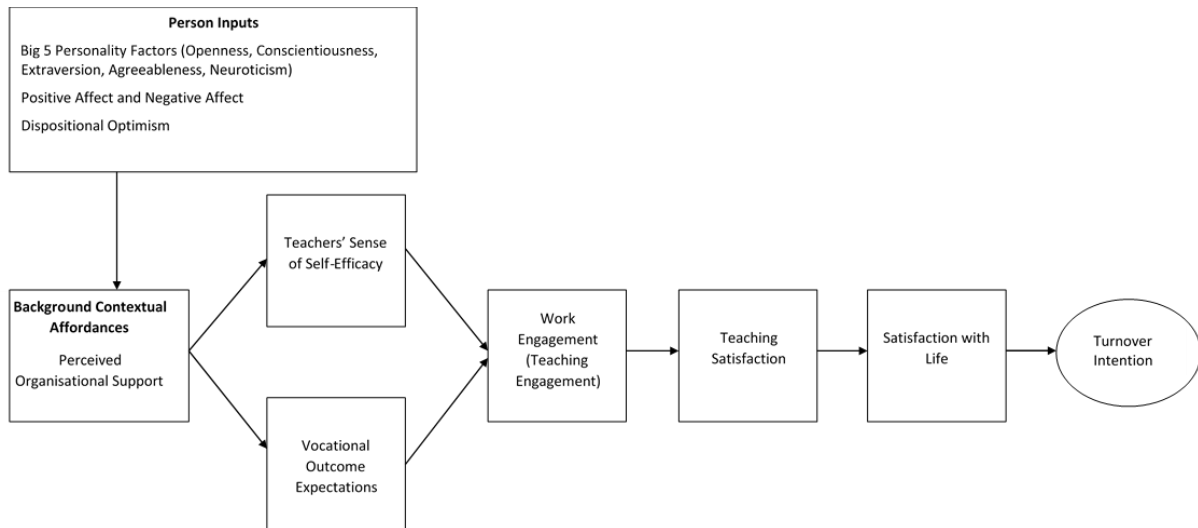 Person Inputs
Big 5 Personality Factors (Openness, Conscientiousness,
Extraversion, Agreeableness, Neuroticism)
Positive Affect and Negative Affect
Dispositional Optimism
Teachers’ Sense
of Self-Efficacy
Background Contextual
Affordances
Perceived
Organisational Support
Work
Engagement
(Teaching
Engagement)
Teaching
Satisfaction
Satisfaction with
Life
Turnover
Intention
Vocational
Outcome
Expectations